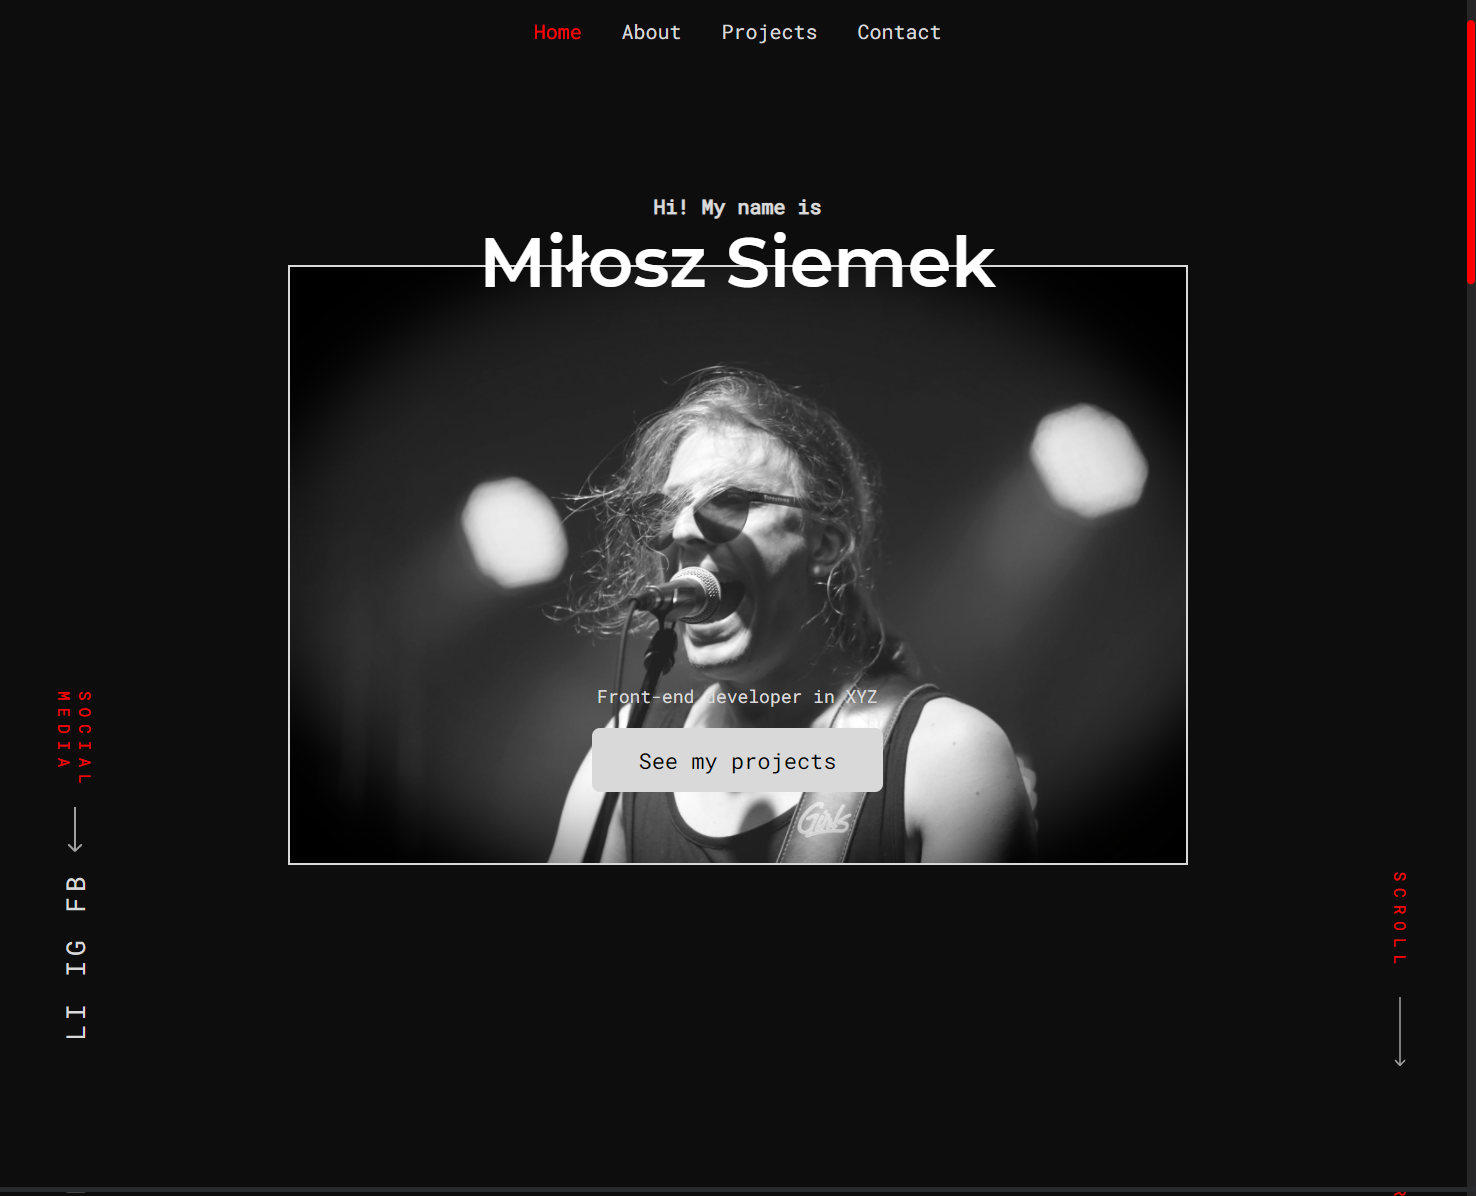 Home About Projects Contact
Hi! My name is
Miłosz Siemek
Front-end developer in XYZ
See my projects
Girls
SOCIAL
MEDIA
FB
IG
LI
SCROLL